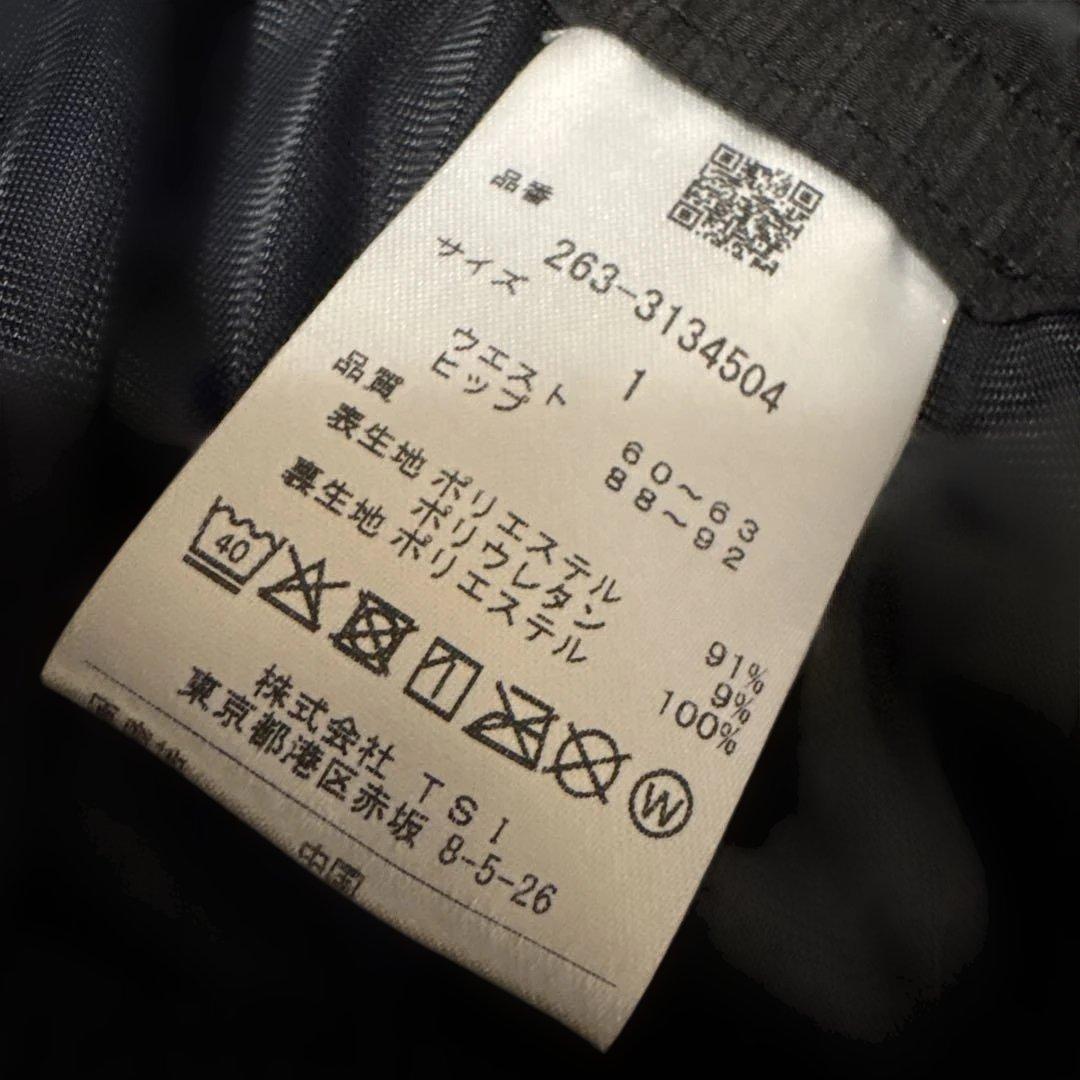 品番
263-3134504
サイズ 1
ウエスト 60~63
ヒップ 88~92
品質
表生地 ポリエステル 91%
ポリウレタン 9%
裏生地 ポリエステル 100%
40
W
株式会社 TSI
東京都港区赤坂 8-5-26
中国